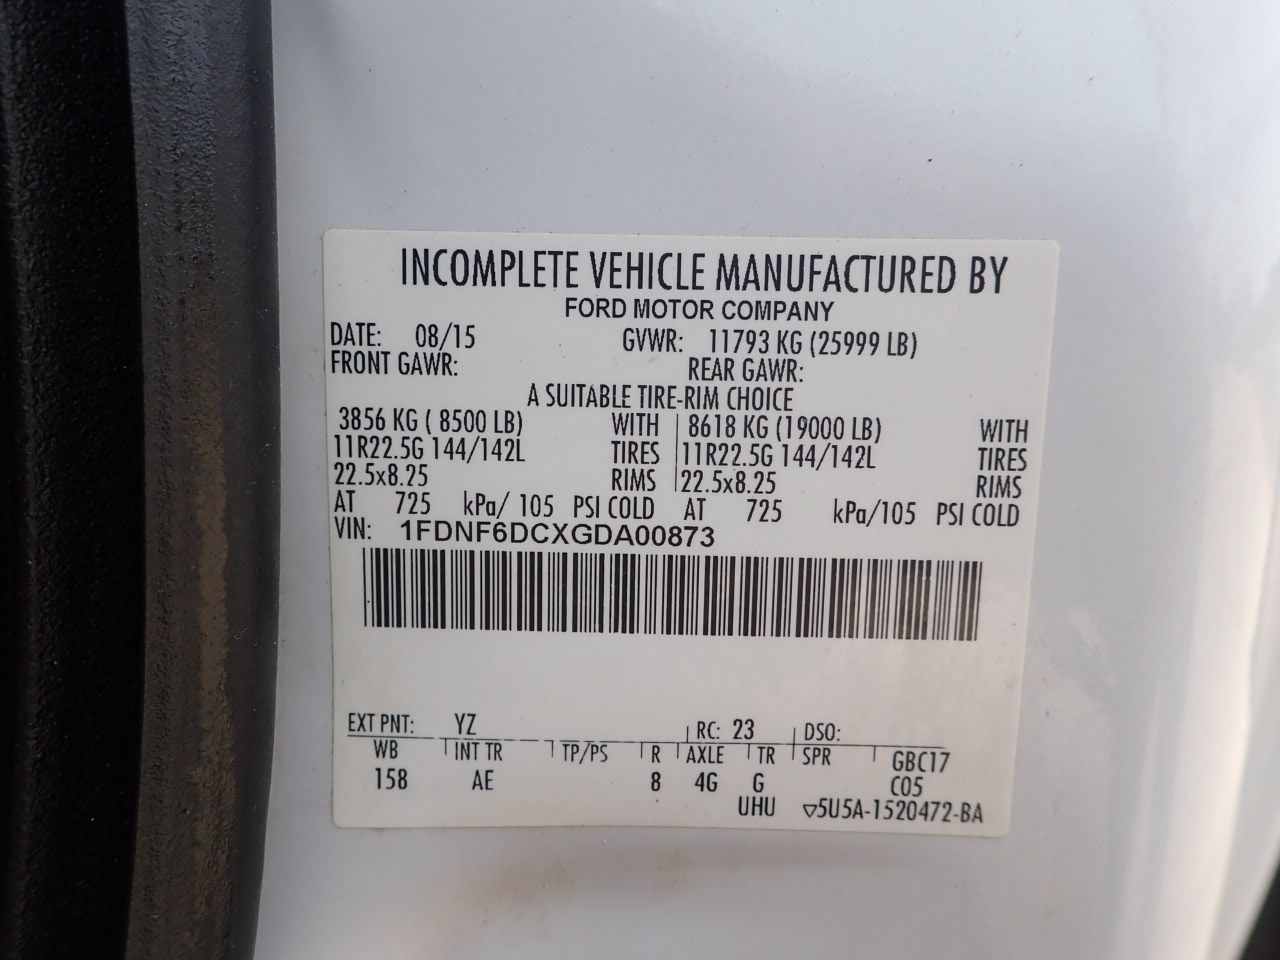 INCOMPLETE VEHICLE MANUFACTURED BY
FORD MOTOR COMPANY
DATE: 08/15 GVWR: 11793 KG (25999 LB)
FRONT GAWR: REAR GAWR:
A SUITABLE TIRE-RIM CHOICE
3856 KG ( 8500 LB) WITH 8618 KG (19000 LB) WITH
11R22.5G 144/142L TIRES 11R22.5G 144/142L TIRES
22.5x8.25 RIMS 22.5x8.25 RIMS
AT 725 kPa/ 105 PSI COLD AT 725 kPa/105 PSI COLD
VIN: 1FDNF6DCXGDA00873
EXT PNT: YZ RC: 23 DSO:
WB INT TR TP/PS R AXLE TR SPR GBC17
158 AE 8 4G G C05
UHU ▽5U5A-1520472-BA